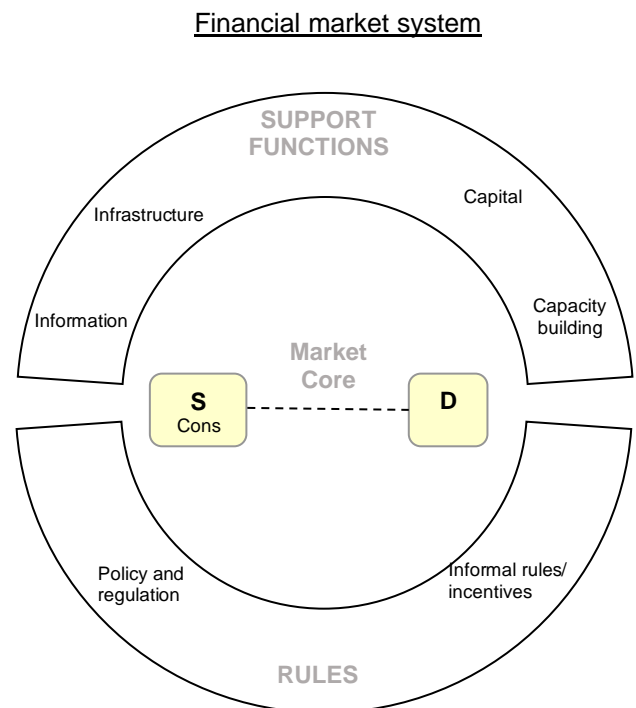 Financial market system
SUPPORT
FUNCTIONS
Capital
Infrastructure
Capacity
building
Information
Market
Core
S
Cons
D
Policy and
regulation
Informal rules/
incentives
RULES